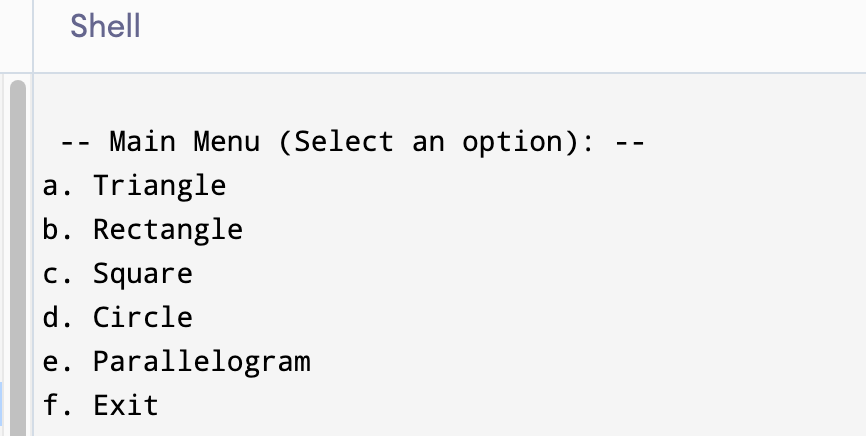 Shell
-- Main Menu (Select an option): --
a. Triangle
b. Rectangle
c. Square
d. Circle
e. Parallelogram
f. Exit